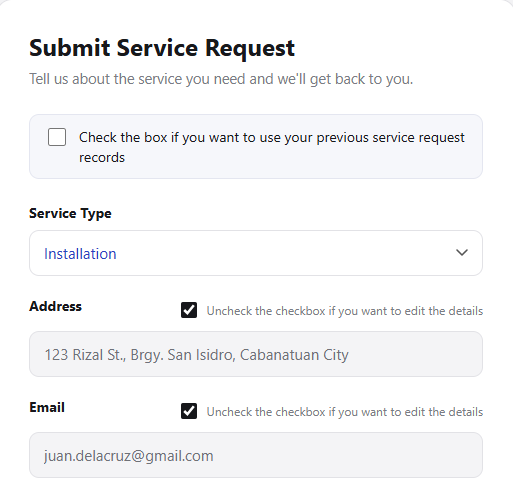 Submit Service Request
Tell us about the service you need and we'll get back to you.
Check the box if you want to use your previous service request
records
Service Type
Installation
Address
Uncheck the checkbox if you want to edit the details
123 Rizal St., Brgy. San Isidro, Cabanatuan City
Email
Uncheck the checkbox if you want to edit the details
juan.delacruz@gmail.com